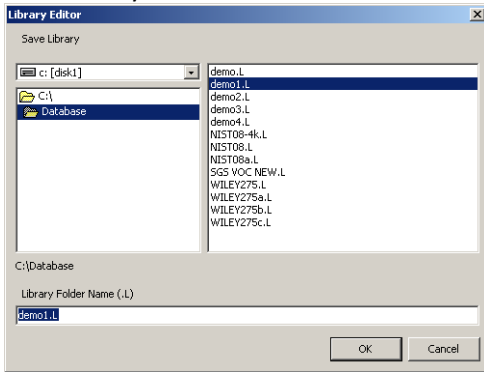 Library Editor
Save Library
c: [disk1]
C:\
Database
demo.L
demo1.L
demo2.L
demo3.L
demo4.L
NIST08-4k.L
NIST08.L
NIST08a.L
SGS VOC NEW.L
WILEY275.L
WILEY275a.L
WILEY275b.L
WILEY275c.L
C:\Database
Library Folder Name (.L)
demo1.L
OK Cancel